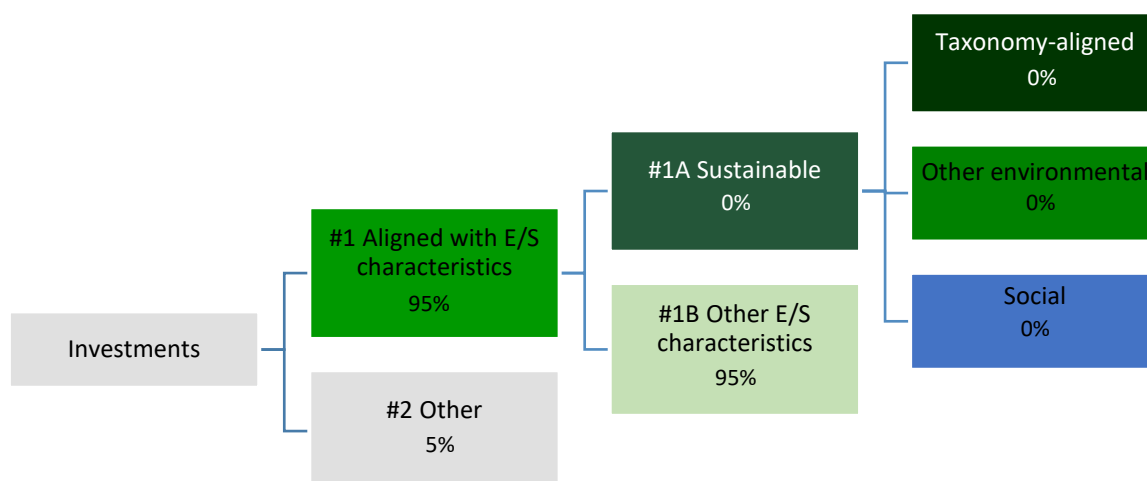 Investments
#1 Aligned with E/S
characteristics
95%
#2 Other
5%
#1A Sustainable
0%
#1B Other E/S
characteristics
95%
Taxonomy-aligned
0%
Other environmental
0%
Social
0%